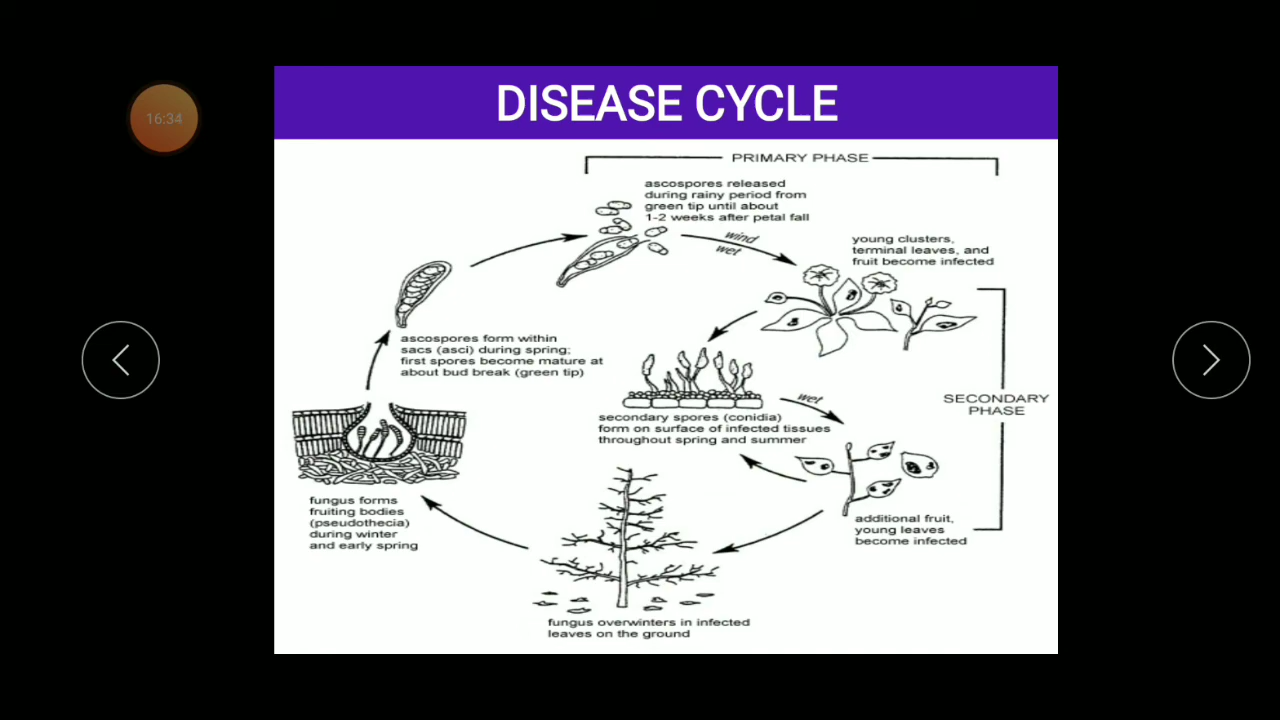 DISEASE CYCLE
16:34
PRIMARY PHASE
ascospores released
during rainy period from
green tip until about
1-2 weeks after petal fall
wind
wet
young clusters,
terminal leaves, and
fruit become infected
ascospores form within
sacs (asci) during spring;
first spores become mature at
about bud break (green tip)
SECONDARY
PHASE
wet
secondary spores (conidia)
form on surface of infected tissues
throughout spring and summer
fungus forms
fruiting bodies
(pseudothecia)
during winter
and early spring
additional fruit,
young leaves
become infected
fungus overwinters in infected
leaves on the ground